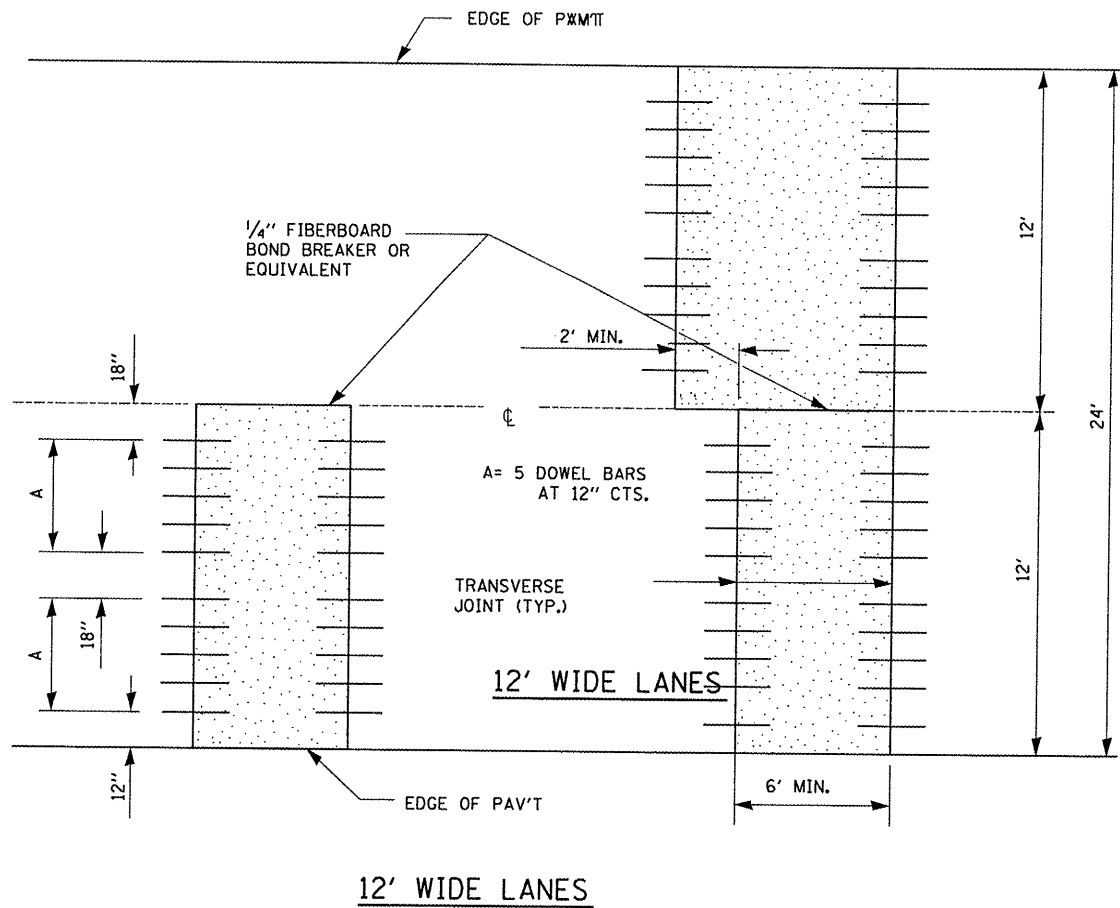 EDGE OF
1/4" FIBERBOARD
BOND BREAKER OR
EQUIVALENT
12'
2' MIN.
18"
℄
24'
A= 5 DOWEL BARS
AT 12" CTS.
A
12'
TRANSVERSE
JOINT (TYP.)
A
18"
12' WIDE LANES
12"
6' MIN.
EDGE OF PAV'T
12' WIDE LANES